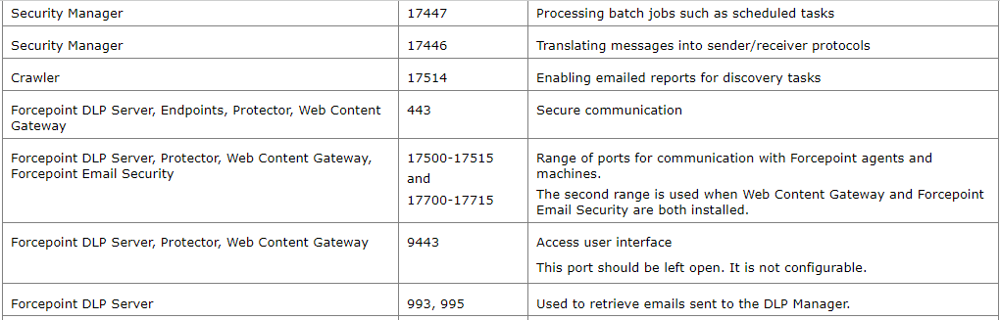 Security Manager 17447 Processing batch jobs such as scheduled tasks
Security Manager 17446 Translating messages into sender/receiver protocols
Crawler 17514 Enabling emailed reports for discovery tasks
Forcepoint DLP Server, Endpoints, Protector, Web Content 443 Secure communication
Gateway
Forcepoint DLP Server, Protector, Web Content Gateway, 17500-17515 Range of ports for communication with Forcepoint agents and
Forcepoint Email Security and machines.
17700-17715 The second range is used when Web Content Gateway and Forcepoint
Email Security are both installed.
Forcepoint DLP Server, Protector, Web Content Gateway 9443 Access user interface
This port should be left open. It is not configurable.
Forcepoint DLP Server 993, 995 Used to retrieve emails sent to the DLP Manager.